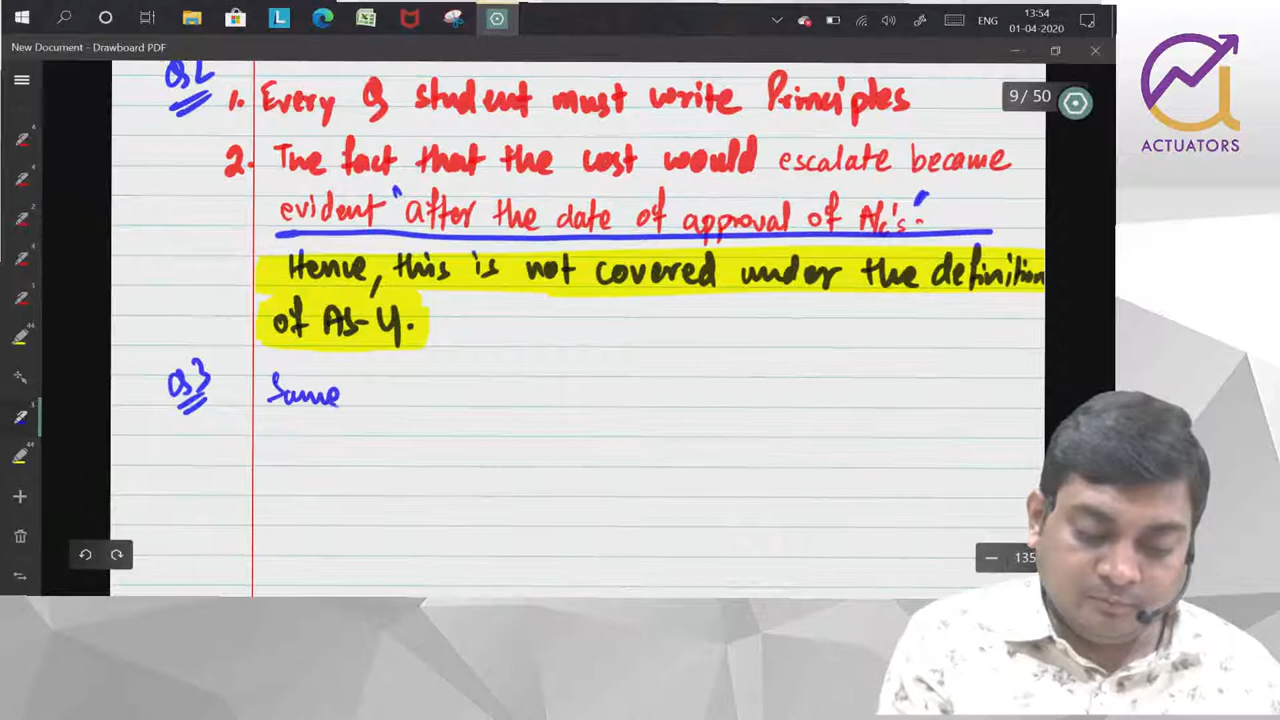 13:54
ENG
01-04-2020
New Document - Drawboard PDF
9 / 50
ACTUATORS
Qs2
1. Every Q student must write Principles
2. The fact that the cost would escalate became
evident "after the date of approval of A/c's".
Hence, this is not covered under the definition
of AS-4.
Qs3 Same
135